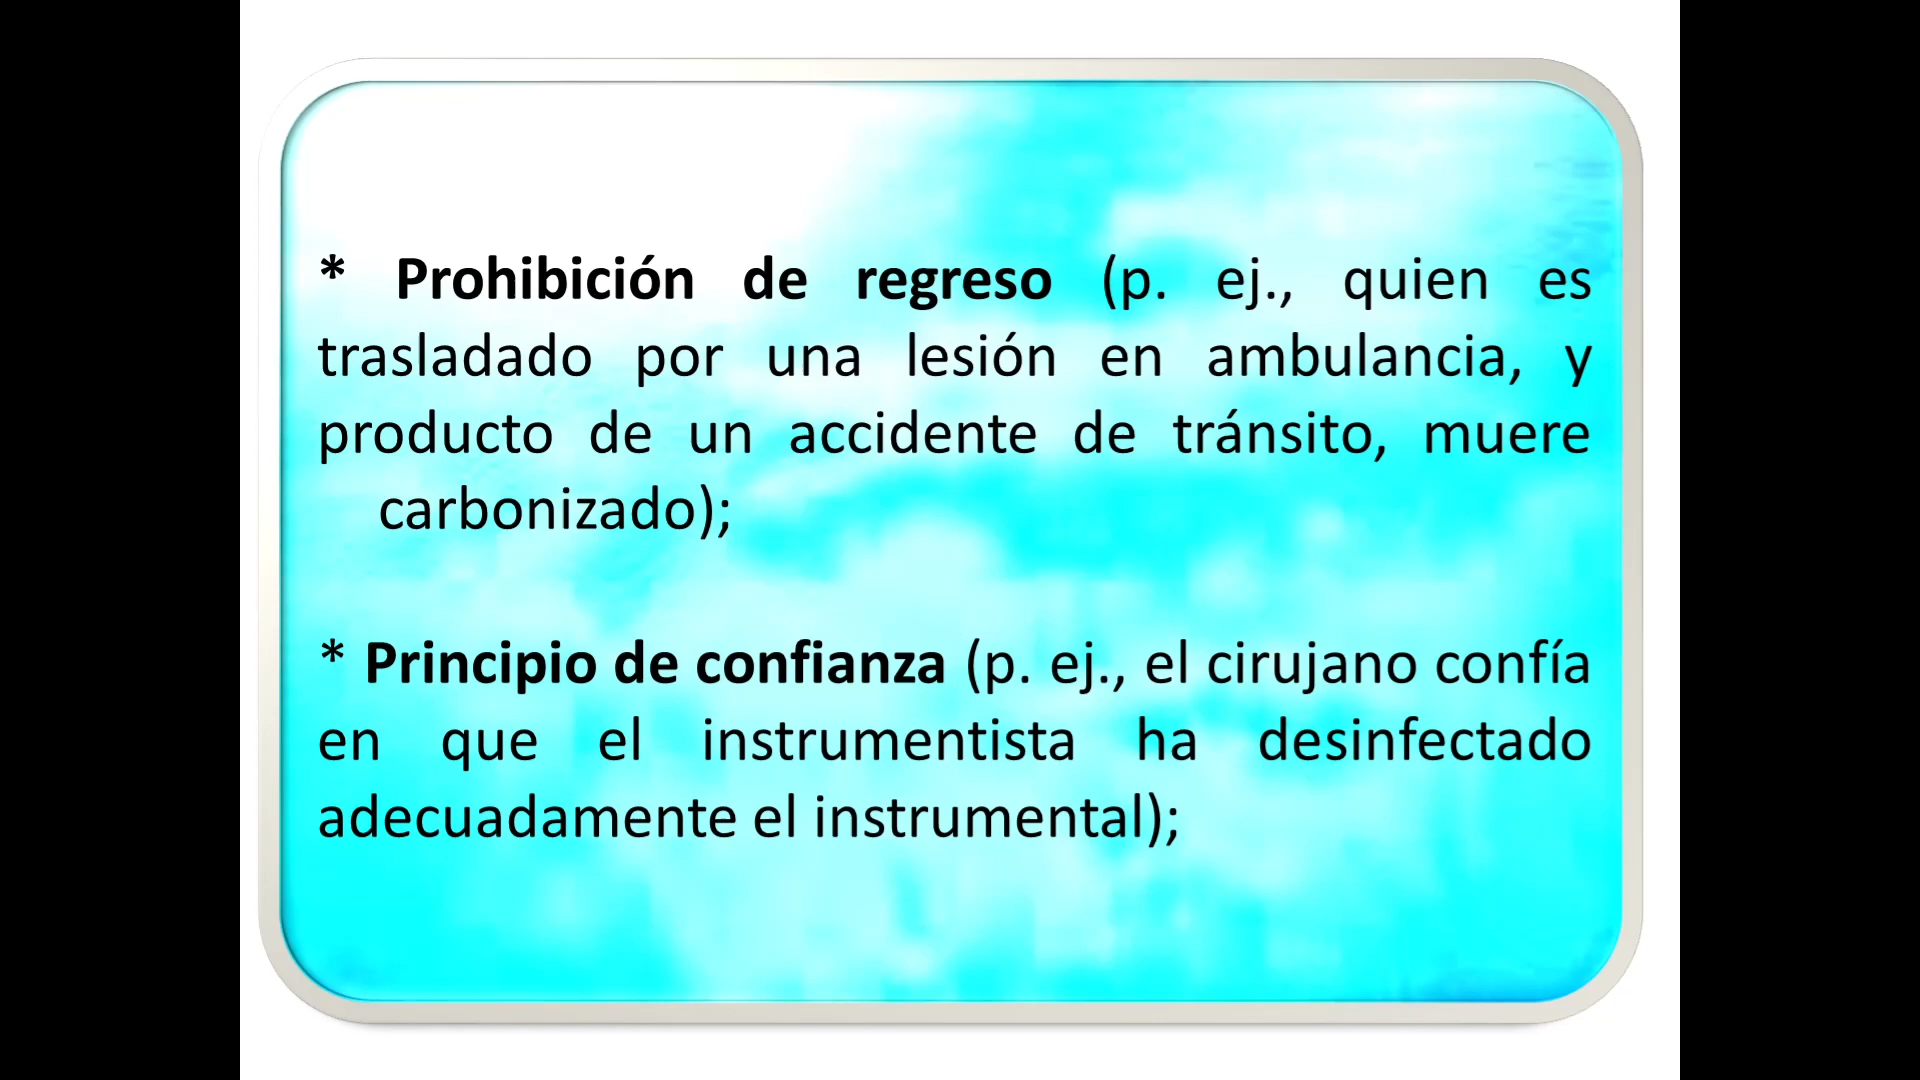 * Prohibición de regreso (p. ej., quien es
trasladado por una lesión en ambulancia, y
producto de un accidente de tránsito, muere
carbonizado);
* Principio de confianza (p. ej., el cirujano confía
en que el instrumentista ha desinfectado
adecuadamente el instrumental);